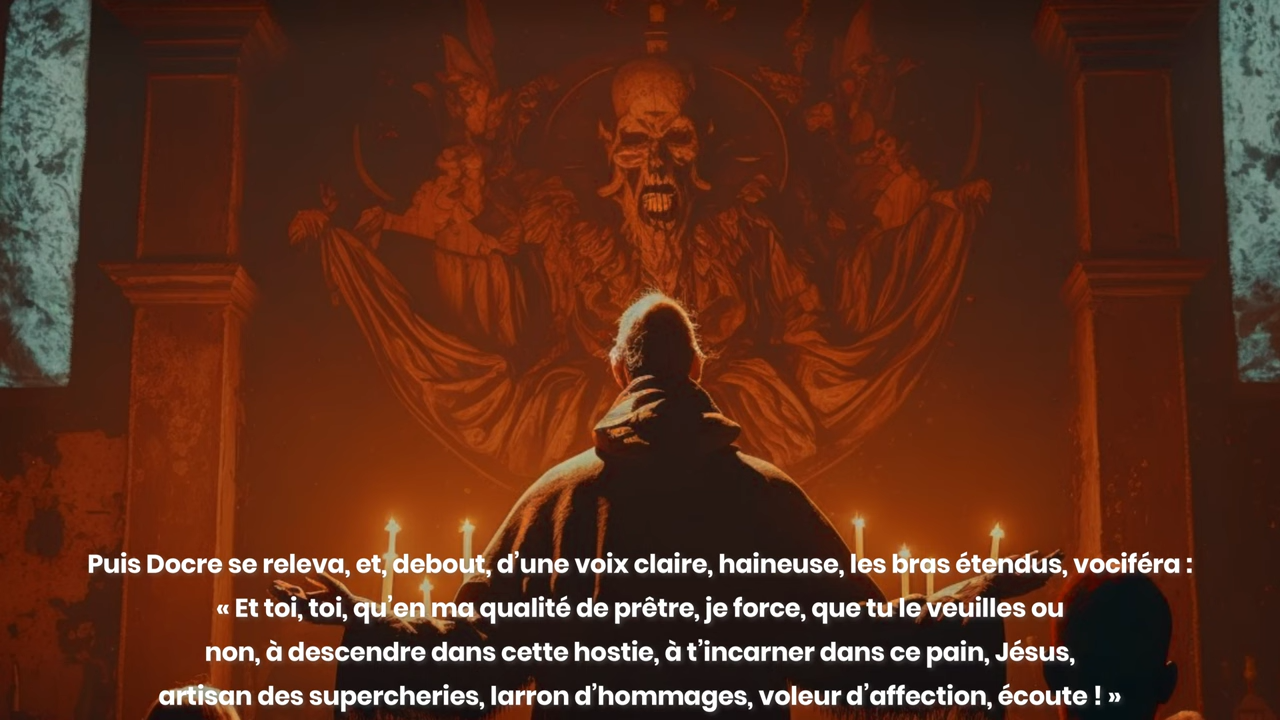 Puis Docre se releva, et, debout, d’une voix claire, haineuse, les bras étendus, vociféra :
« Et toi, toi, qu’en ma qualité de prêtre, je force, que tu le veuilles ou
non, à descendre dans cette hostie, à t’incarner dans ce pain, Jésus,
artisan des supercheries, larron d’hommages, voleur d’affection, écoute ! »